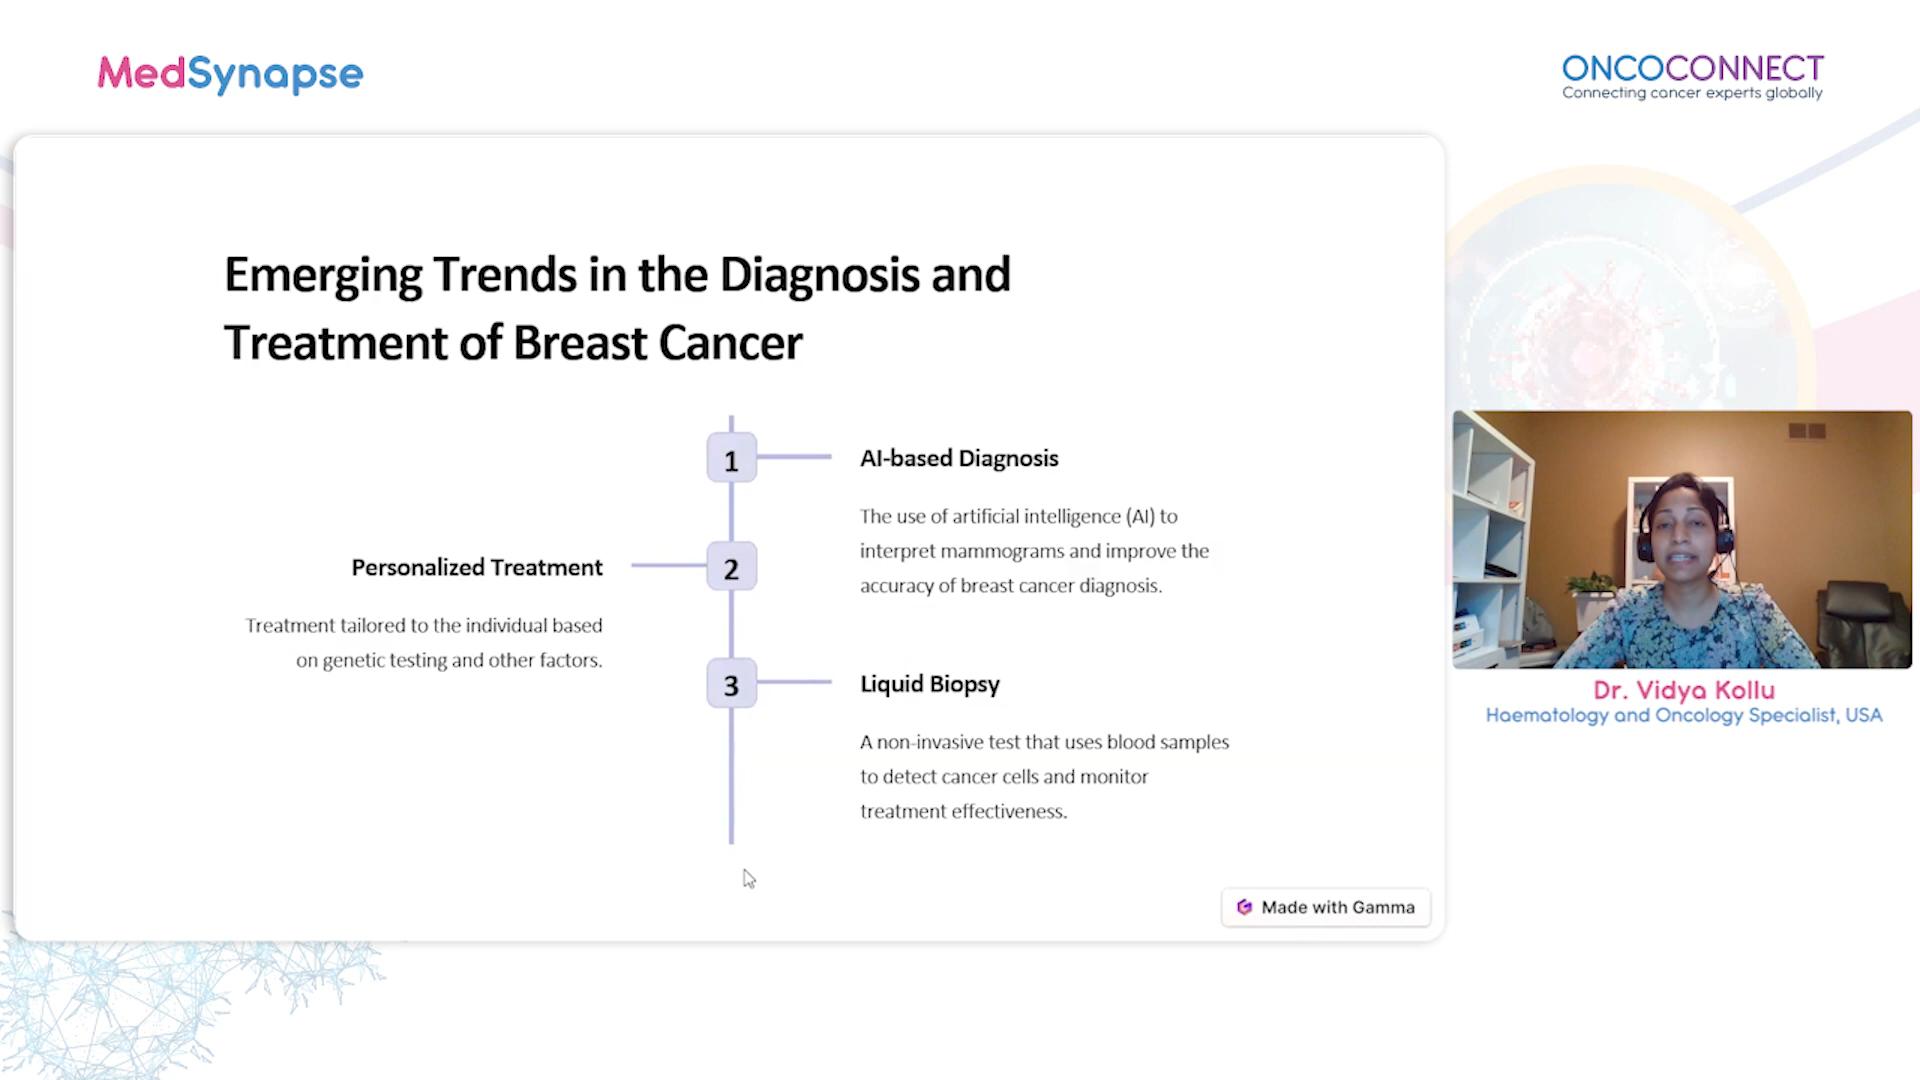 MedSynapse
ONCOCONNECT
Connecting cancer experts globally
Emerging Trends in the Diagnosis and
Treatment of Breast Cancer
1
AI-based Diagnosis
The use of artificial intelligence (AI) to
interpret mammograms and improve the
accuracy of breast cancer diagnosis.
2
Personalized Treatment
Treatment tailored to the individual based
on genetic testing and other factors.
3
Liquid Biopsy
A non-invasive test that uses blood samples
to detect cancer cells and monitor
treatment effectiveness.
Made with Gamma
Dr. Vidya Kollu
Haematology and Oncology Specialist, USA